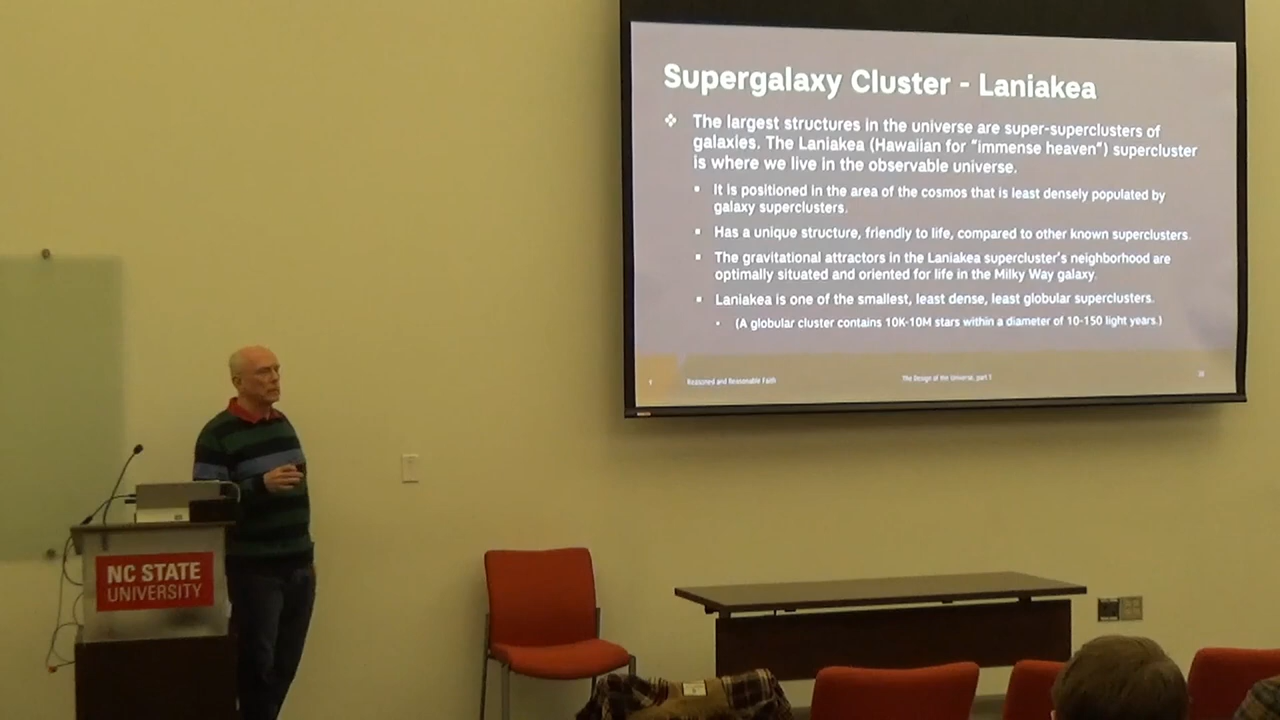 Supergalaxy Cluster - Laniakea
❖ The largest structures in the universe are super-superclusters of
galaxies. The Laniakea (Hawaiian for "immense heaven") supercluster
is where we live in the observable universe.
▪ It is positioned in the area of the cosmos that is least densely populated by
galaxy superclusters.
▪ Has a unique structure, friendly to life, compared to other known superclusters.
▪ The gravitational attractors in the Laniakea supercluster's neighborhood are
optimally situated and oriented for life in the Milky Way galaxy.
▪ Laniakea is one of the smallest, least dense, least globular superclusters.
• (A globular cluster contains 10K-10M stars within a diameter of 10-150 light years.)
Reasoned and Reasonable Faith
The Design of the Universe, part 1
NC STATE
UNIVERSITY